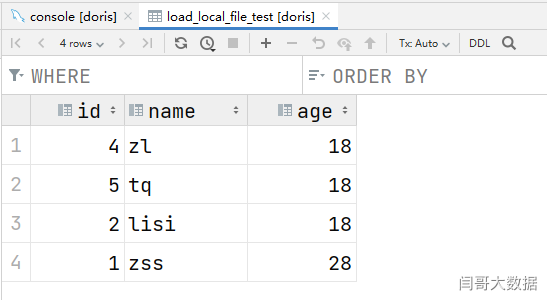 console [doris] load_local_file_test [doris]
4 rows Tx: Auto DDL
WHERE ORDER BY
id name age
1 4 zl 18
2 5 tq 18
3 2 lisi 18
4 1 zss 28
闫哥大数据